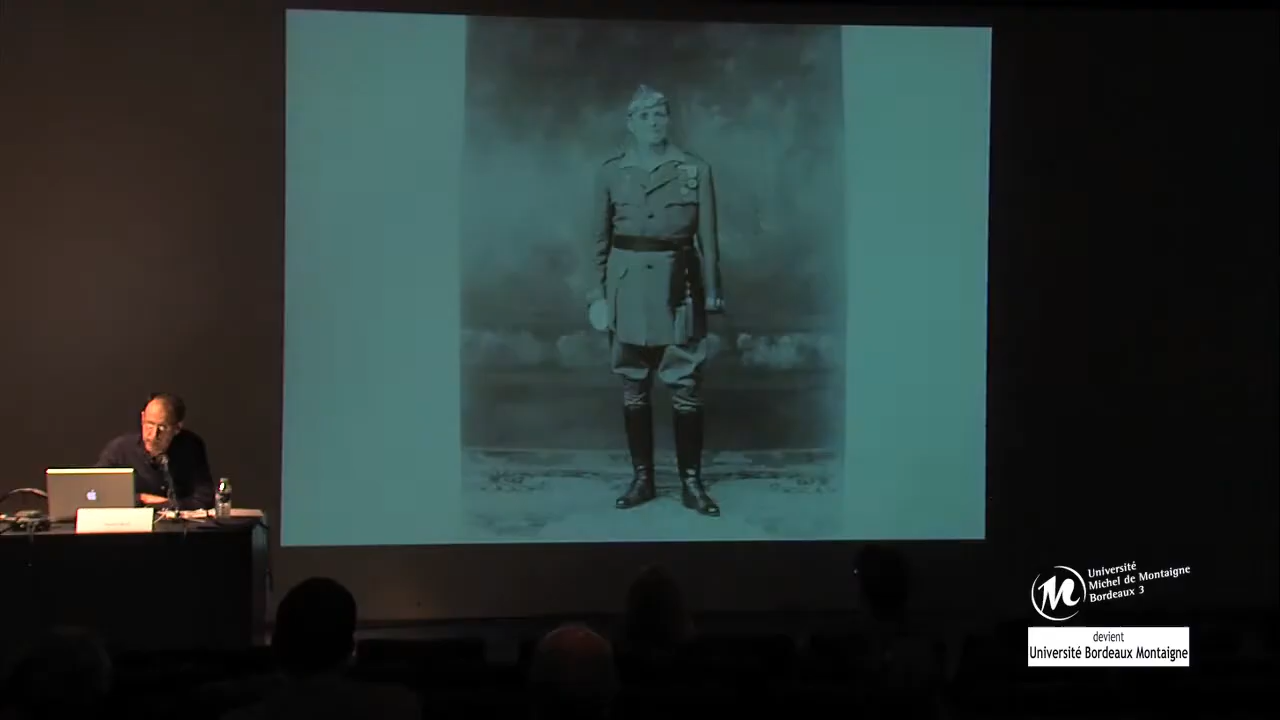 Université
Michel de Montaigne
Bordeaux 3
devient
Université Bordeaux Montaigne